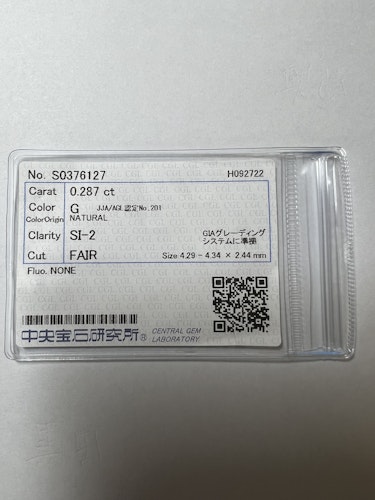 No. S0376127 H092722
Carat 0.287 ct
Color G JJA/AGL認定No.201
ColorOrigin NATURAL
Clarity SI-2 GIAグレーディング
システムに準拠
Cut FAIR Size 4.29 - 4.34 × 2.44 mm
Fluo. NONE
中央宝石研究所® CENTRAL GEM
LABORATORY